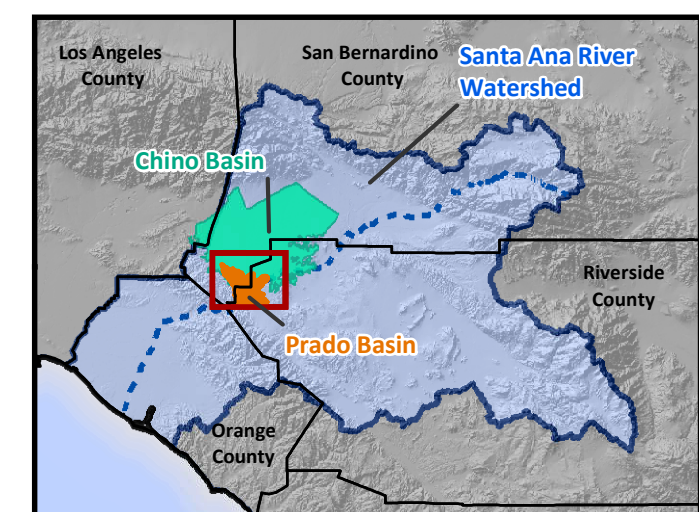 Los Angeles
County
San Bernardino
County
Santa Ana River
Watershed
Chino Basin
Riverside
County
Prado Basin
Orange
County